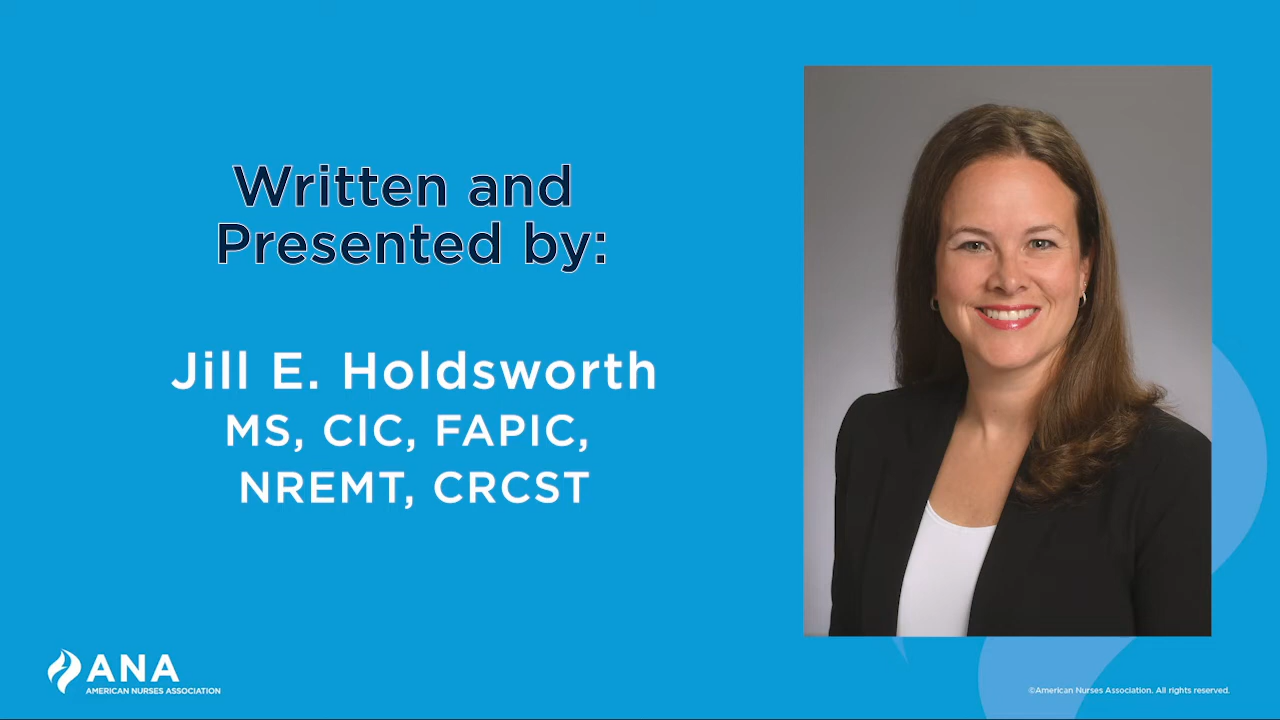 Written and
Presented by:
Jill E. Holdsworth
MS, CIC, FAPIC,
NREMT, CRCST
ANA
AMERICAN NURSES ASSOCIATION
©American Nurses Association. All rights reserved.